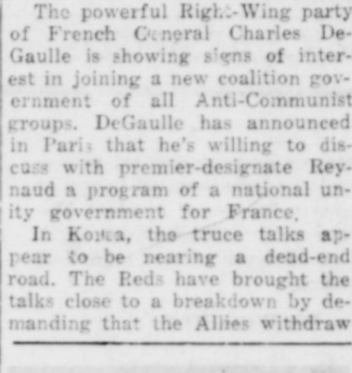 The powerful Right-Wing party
of French General Charles De-
Gaulle is showing signs of inter-
est in joining a new coalition gov-
ernment of all Anti-Communist
groups. DeGaulle has announced
in Paris that he's willing to dis-
cuss with premier-designate Rey-
naud a program of a national un-
ity government for France.
In Korea, the truce talks ap-
pear to be nearing a dead-end
road. The Reds have brought the
talks close to a breakdown by de-
manding that the Allies withdraw